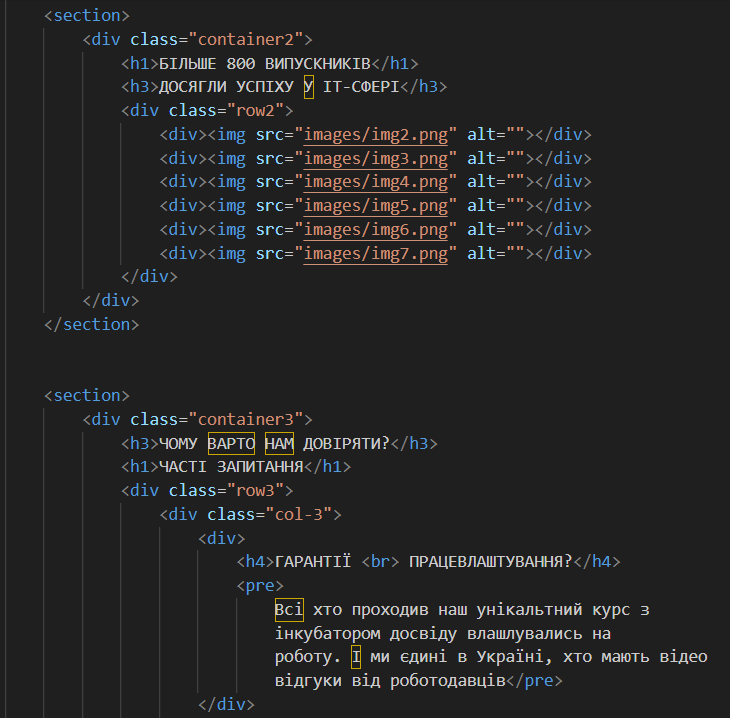 <section>
<div class="container2">
<h1>БІЛЬШЕ 800 ВИПУСКНИКІВ</h1>
<h3>ДОСЯГЛИ УСПІХУ У ІТ-СФЕРІ</h3>
<div class="row2">
<div><img src="images/img2.png" alt=""></div>
<div><img src="images/img3.png" alt=""></div>
<div><img src="images/img4.png" alt=""></div>
<div><img src="images/img5.png" alt=""></div>
<div><img src="images/img6.png" alt=""></div>
<div><img src="images/img7.png" alt=""></div>
</div>
</div>
</section>
<section>
<div class="container3">
<h3>ЧОМУ ВАРТО НАМ ДОВІРЯТИ?</h3>
<h1>ЧАСТІ ЗАПИТАННЯ</h1>
<div class="row3">
<div class="col-3">
<div>
<h4>ГАРАНТІЇ <br> ПРАЦЕВЛАШТУВАННЯ?</h4>
<pre>
Всі хто проходив наш унікальтний курс з
інкубатором досвіду влашлувались на
роботу. І ми єдині в Україні, хто мають відео
відгуки від роботодавців</pre>
</div>